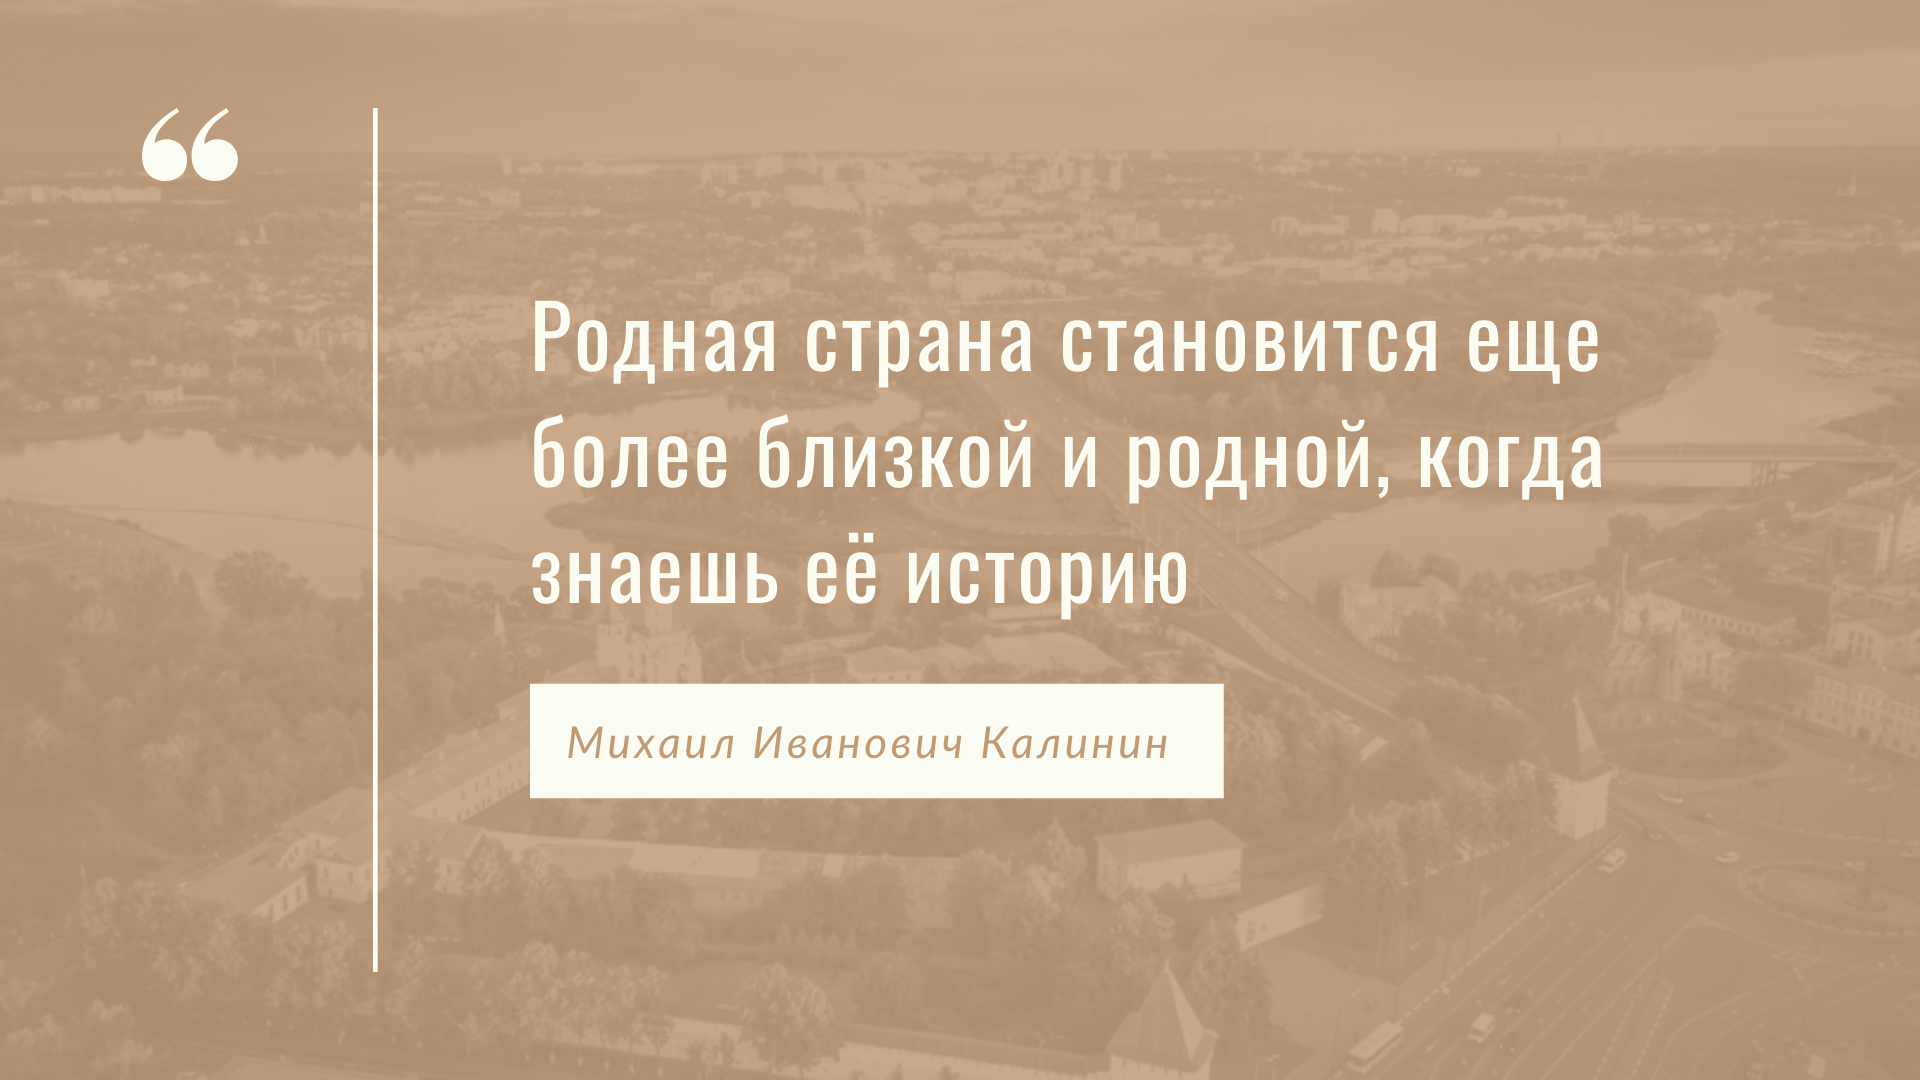 “
Родная страна становится еще
более близкой и родной, когда
знаешь её историю
Михаил Иванович Калинин